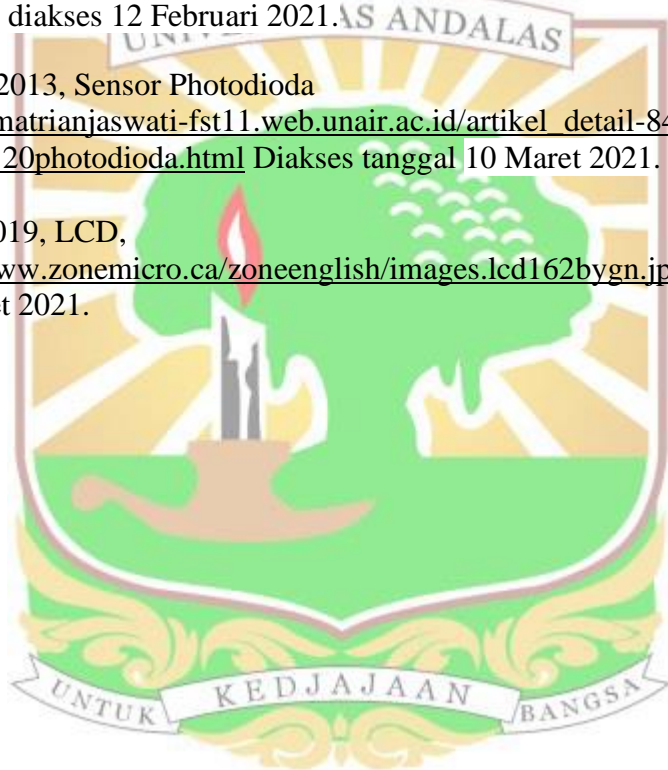 diakses 12 Februari 2021.
AS ANDALAS
2013, Sensor Photodioda
matrianjaswati-fst11.web.unair.ac.id/artikel_detail-84
20photodioda.html Diakses tanggal 10 Maret 2021.
019, LCD,
ww.zonemicro.ca/zoneenglish/images.lcd162bygn.jp
t 2021.
UNTUK KEDJAJAAN BANGSA